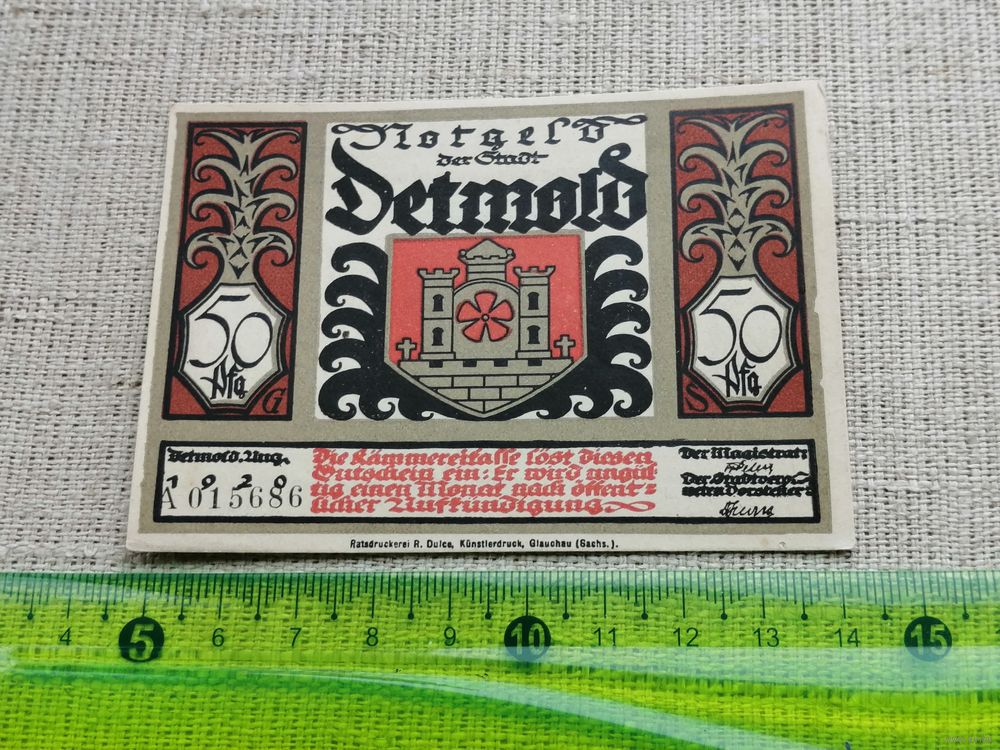 Notgeld
der Stadt
Detmold
50
Pfg
G
50
Pfg
S
Detmold, Aug.
1920
A 015686
Die Kämmereikasse löst diesen
Gutschein ein: Er wird ungül-
tig einen Monat nach öffent-
licher Aufkündigung.
Der Magistrat:
Der Stadtver-
Ratsdruckerei R. Dulce, Künstlerdruck, Glauchau (Sachs.).
4 5 6 7 8 9 10 11 12 13 14 15